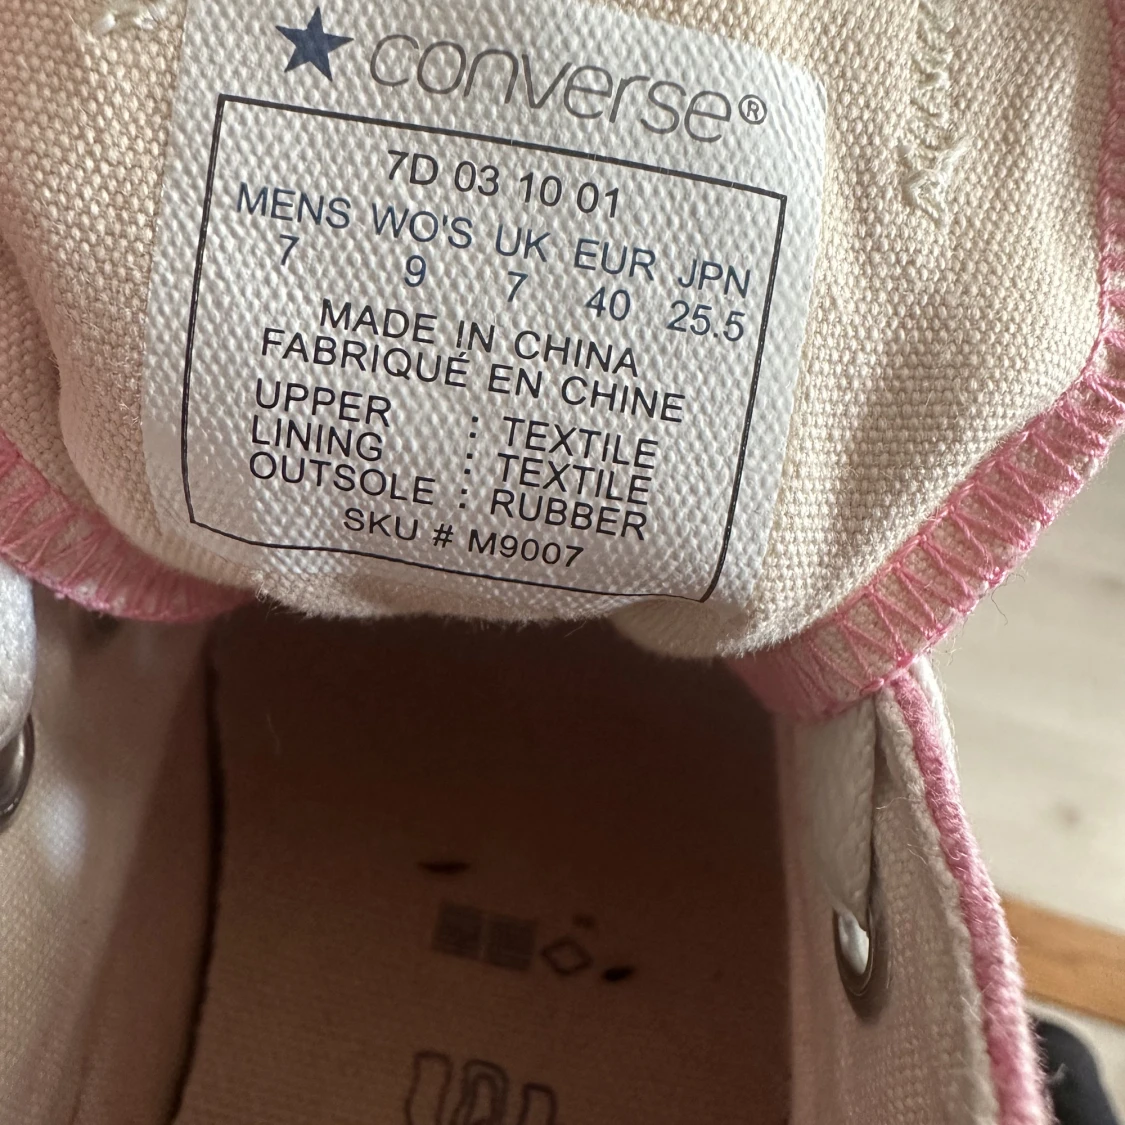 converse®
7D 03 10 01
MENS WO'S UK EUR JPN
7 9 7 40 25.5
MADE IN CHINA
FABRIQUÉ EN CHINE
UPPER : TEXTILE
LINING : TEXTILE
OUTSOLE : RUBBER
SKU # M9007